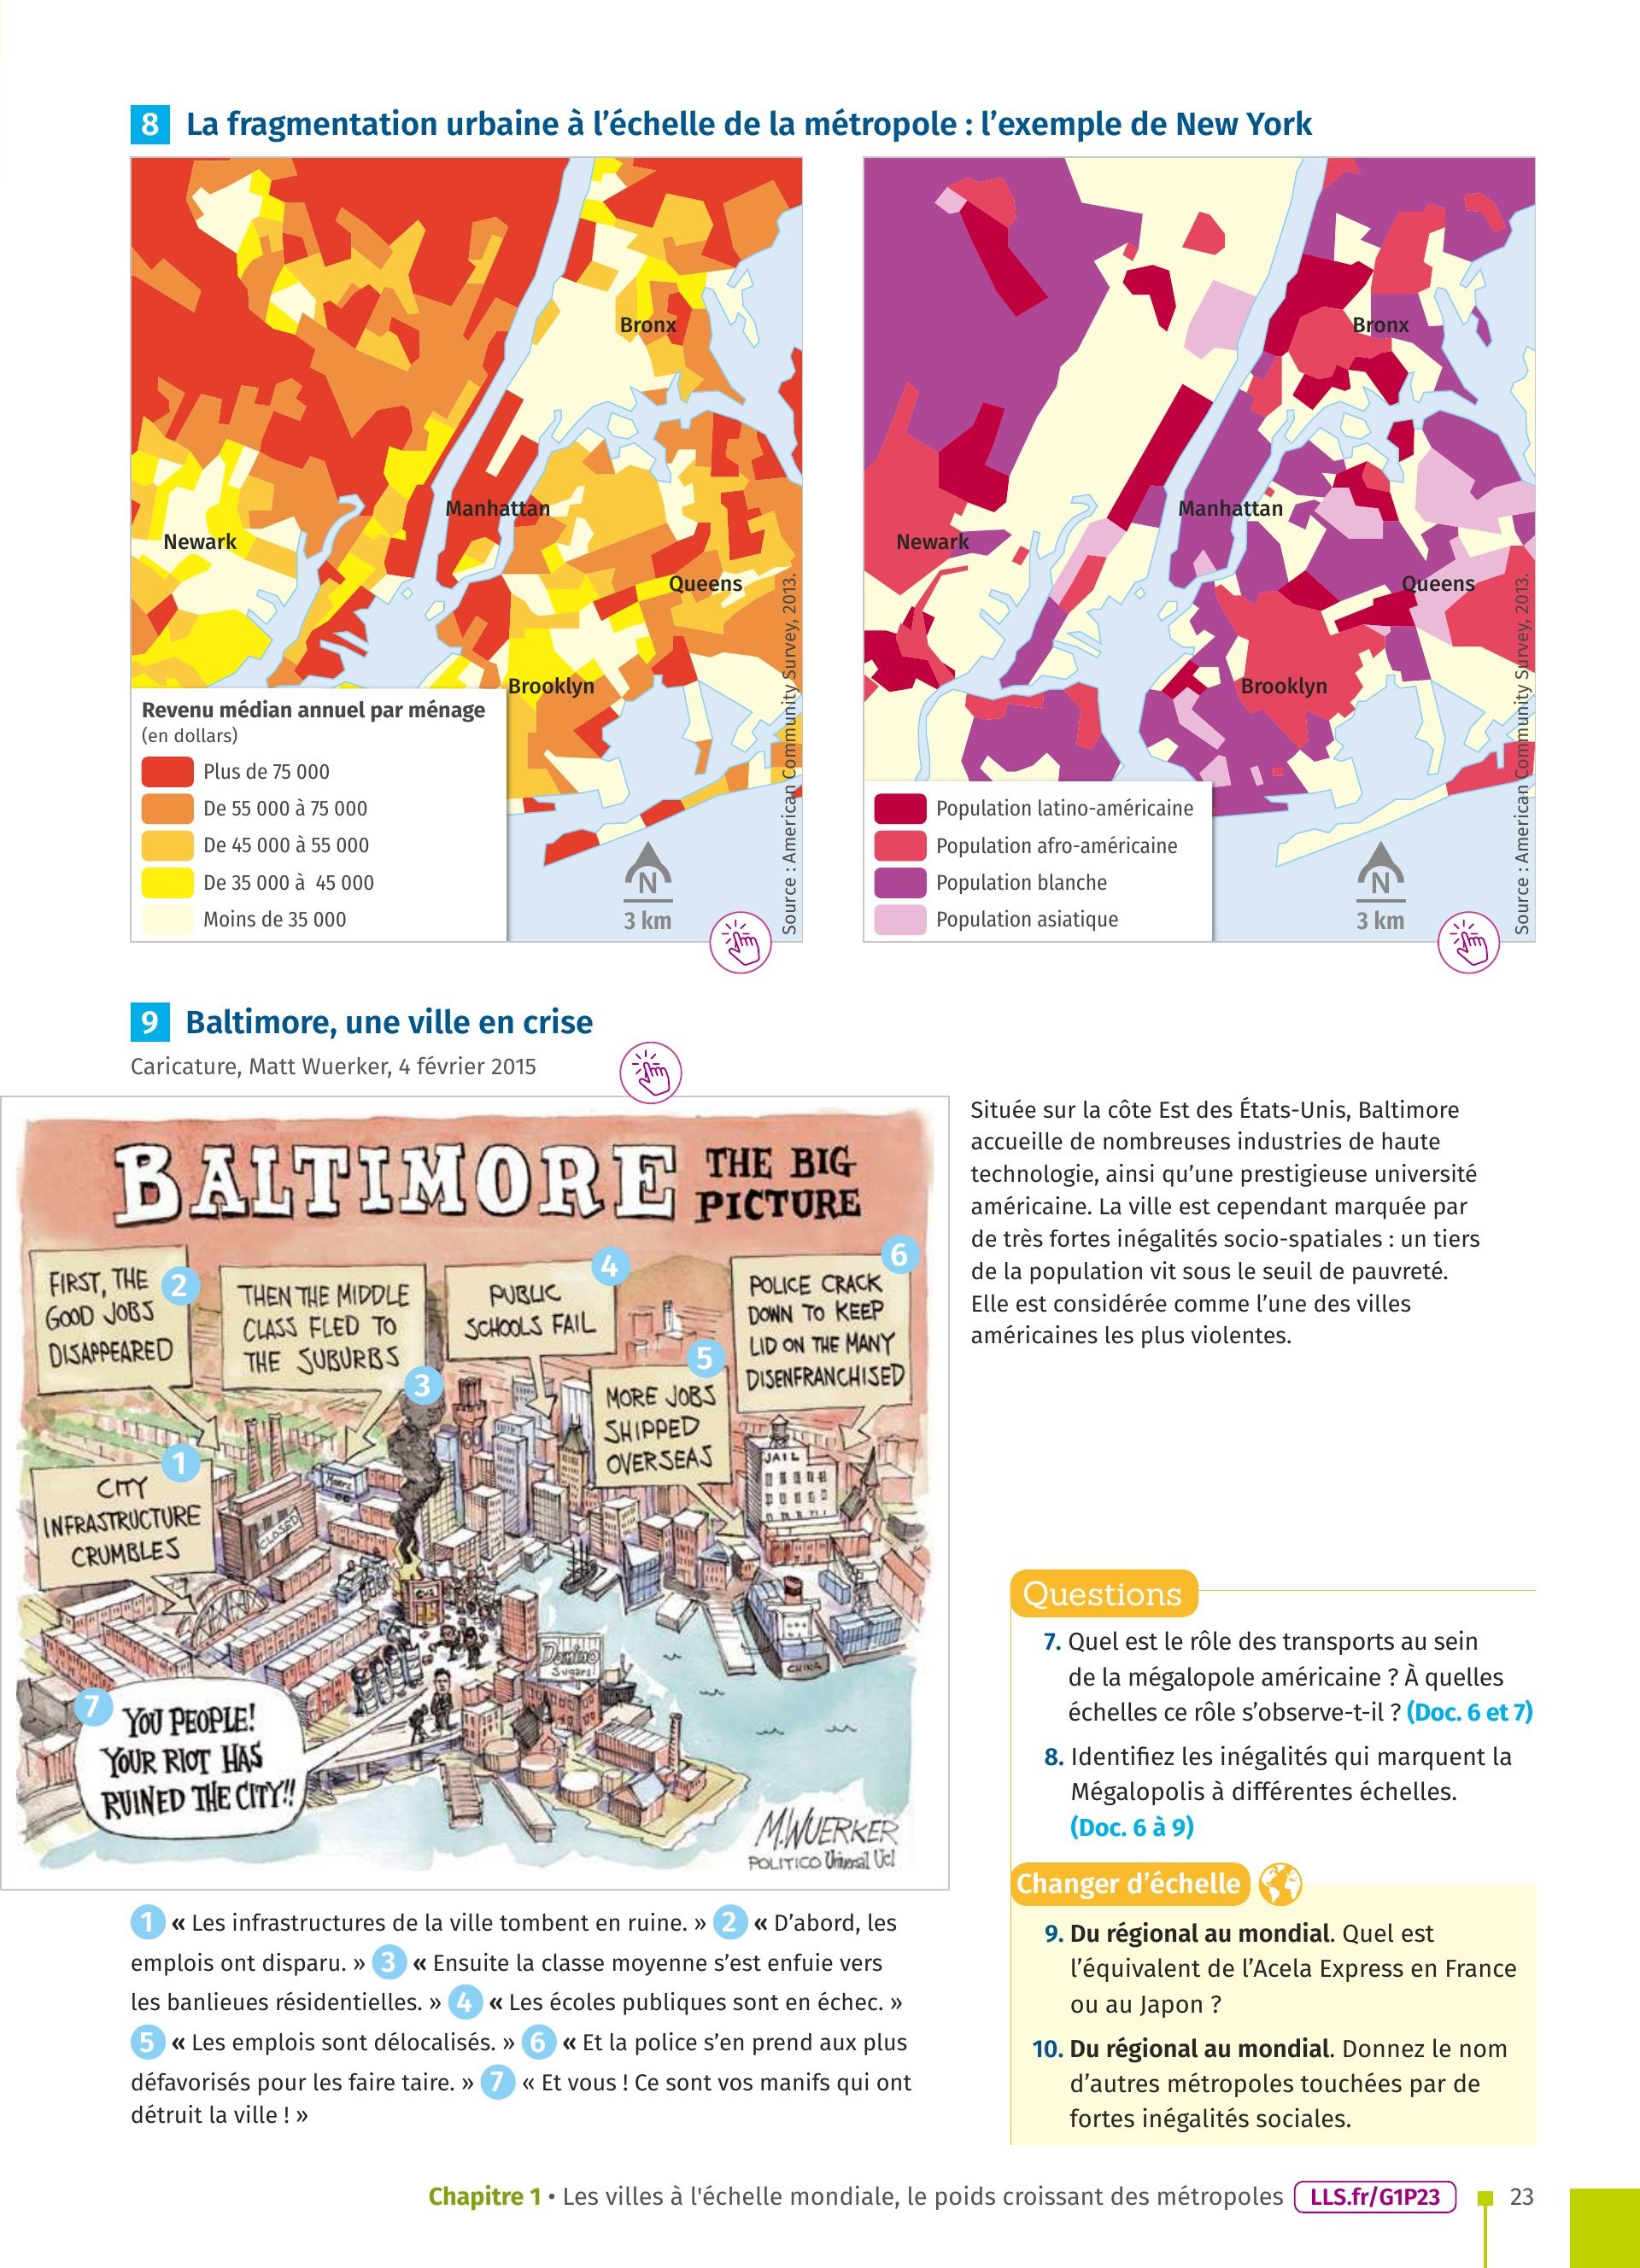 8 La fragmentation urbaine à l'échelle de la métropole : l'exemple de New York
Bronx
Manhattan
Newark
Queens
Brooklyn
Revenu médian annuel par ménage
(en dollars)
Plus de 75 000
De 55 000 à 75 000
De 45 000 à 55 000
De 35 000 à 45 000
Moins de 35 000
N
3 km
Source : American Community Survey, 2013.
Bronx
Manhattan
Newark
Queens
Brooklyn
Population latino-américaine
Population afro-américaine
Population blanche
Population asiatique
N
3 km
Source : American Community Survey, 2013.
9 Baltimore, une ville en crise
Caricature, Matt Wuerker, 4 février 2015
BALTIMORE THE BIG
PICTURE
FIRST, THE
GOOD JOBS
DISAPPEARED
2
THEN THE MIDDLE
CLASS FLED TO
THE SUBURBS
3
PUBLIC
SCHOOLS FAIL
4
MORE JOBS
SHIPPED
OVERSEAS
5
POLICE CRACK
DOWN TO KEEP
LID ON THE MANY
DISENFRANCHISED
6
CITY
INFRASTRUCTURE
CRUMBLES
1
CLOSED
JAIL
CVS
Domino
Sugars
CHINA
7
YOU PEOPLE!
YOUR RIOT HAS
RUINED THE CITY!!
M.WUERKER
POLITICO Universal Ucl
Située sur la côte Est des États-Unis, Baltimore
accueille de nombreuses industries de haute
technologie, ainsi qu'une prestigieuse université
américaine. La ville est cependant marquée par
de très fortes inégalités socio-spatiales : un tiers
de la population vit sous le seuil de pauvreté.
Elle est considérée comme l'une des villes
américaines les plus violentes.
1 « Les infrastructures de la ville tombent en ruine. » 2 « D'abord, les
emplois ont disparu. » 3 « Ensuite la classe moyenne s'est enfuie vers
les banlieues résidentielles. » 4 « Les écoles publiques sont en échec. »
5 « Les emplois sont délocalisés. » 6 « Et la police s'en prend aux plus
défavorisés pour les faire taire. » 7 « Et vous ! Ce sont vos manifs qui ont
détruit la ville ! »
Questions
7. Quel est le rôle des transports au sein
de la mégalopole américaine ? À quelles
échelles ce rôle s'observe-t-il ? (Doc. 6 et 7)
8. Identifiez les inégalités qui marquent la
Mégalopolis à différentes échelles.
(Doc. 6 à 9)
Changer d'échelle
9. Du régional au mondial. Quel est
l'équivalent de l'Acela Express en France
ou au Japon ?
10. Du régional au mondial. Donnez le nom
d'autres métropoles touchées par de
fortes inégalités sociales.
Chapitre 1 • Les villes à l'échelle mondiale, le poids croissant des métropoles LLS.fr/G1P23 23